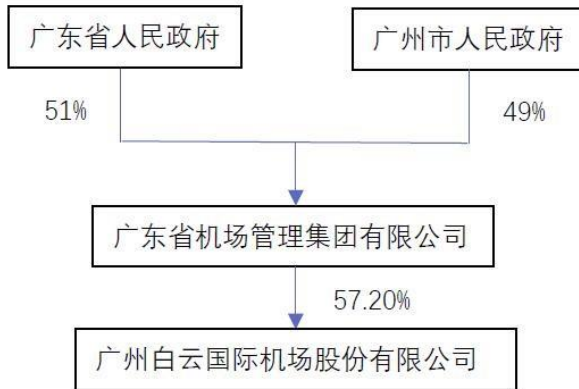 广东省人民政府
广州市人民政府
51%
49%
广东省机场管理集团有限公司
57.20%
广州白云国际机场股份有限公司